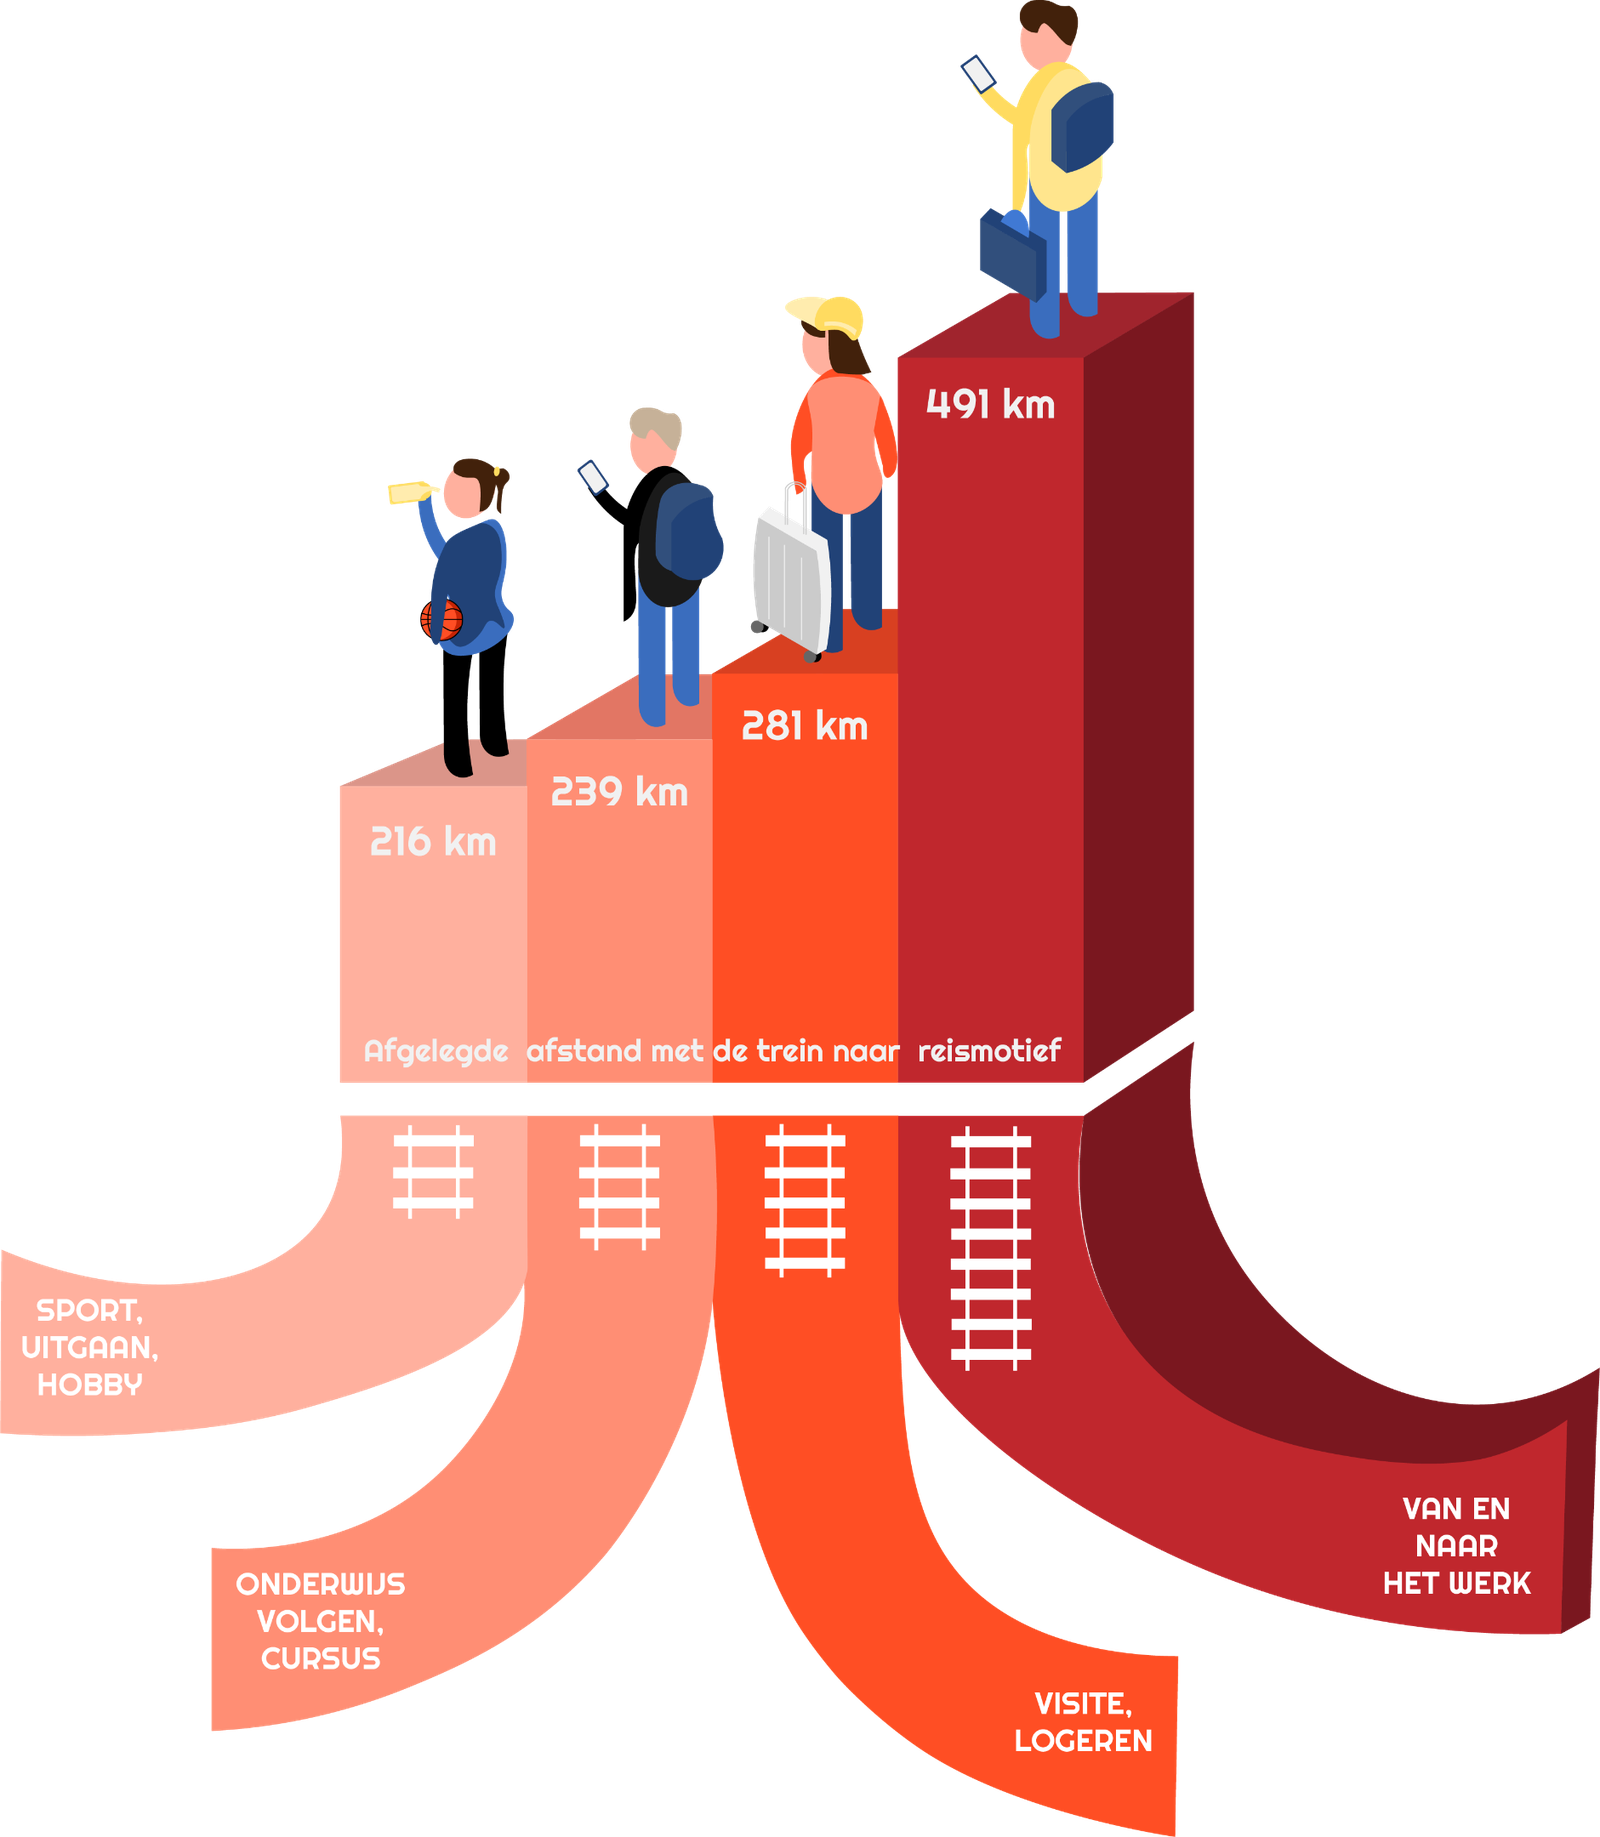 491 km
281 km
239 km
216 km
Afgelegde afstand met de trein naar reismotief
SPORT,
UITGAAN,
HOBBY
ONDERWIJS
VOLGEN,
CURSUS
VISITE,
LOGEREN
VAN EN
NAAR
HET WERK